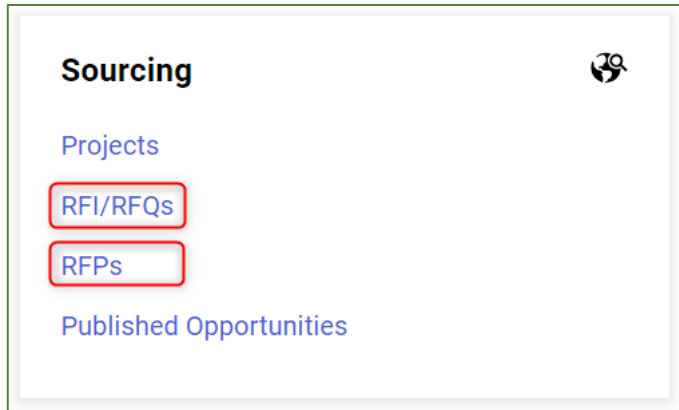 Sourcing
Projects
RFI/RFQs
RFPs
Published Opportunities